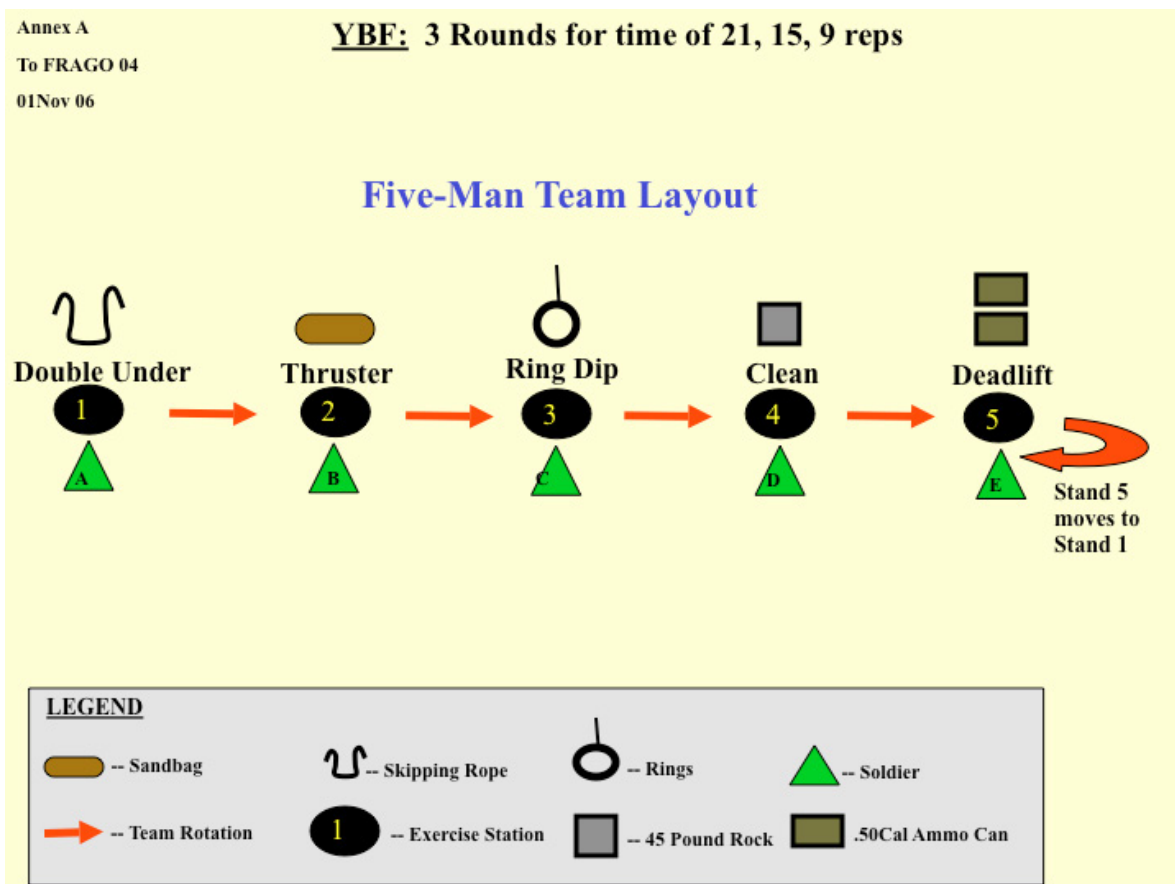 Annex A
To FRAGO 04
01Nov 06
YBF: 3 Rounds for time of 21, 15, 9 reps
Five-Man Team Layout
Double Under
Thruster
Ring Dip
Clean
Deadlift
1
2
3
4
5
A
B
C
D
E
Stand 5
moves to
Stand 1
LEGEND
-- Sandbag
-- Skipping Rope
-- Rings
-- Soldier
-- Team Rotation
1
-- Exercise Station
-- 45 Pound Rock
.50Cal Ammo Can